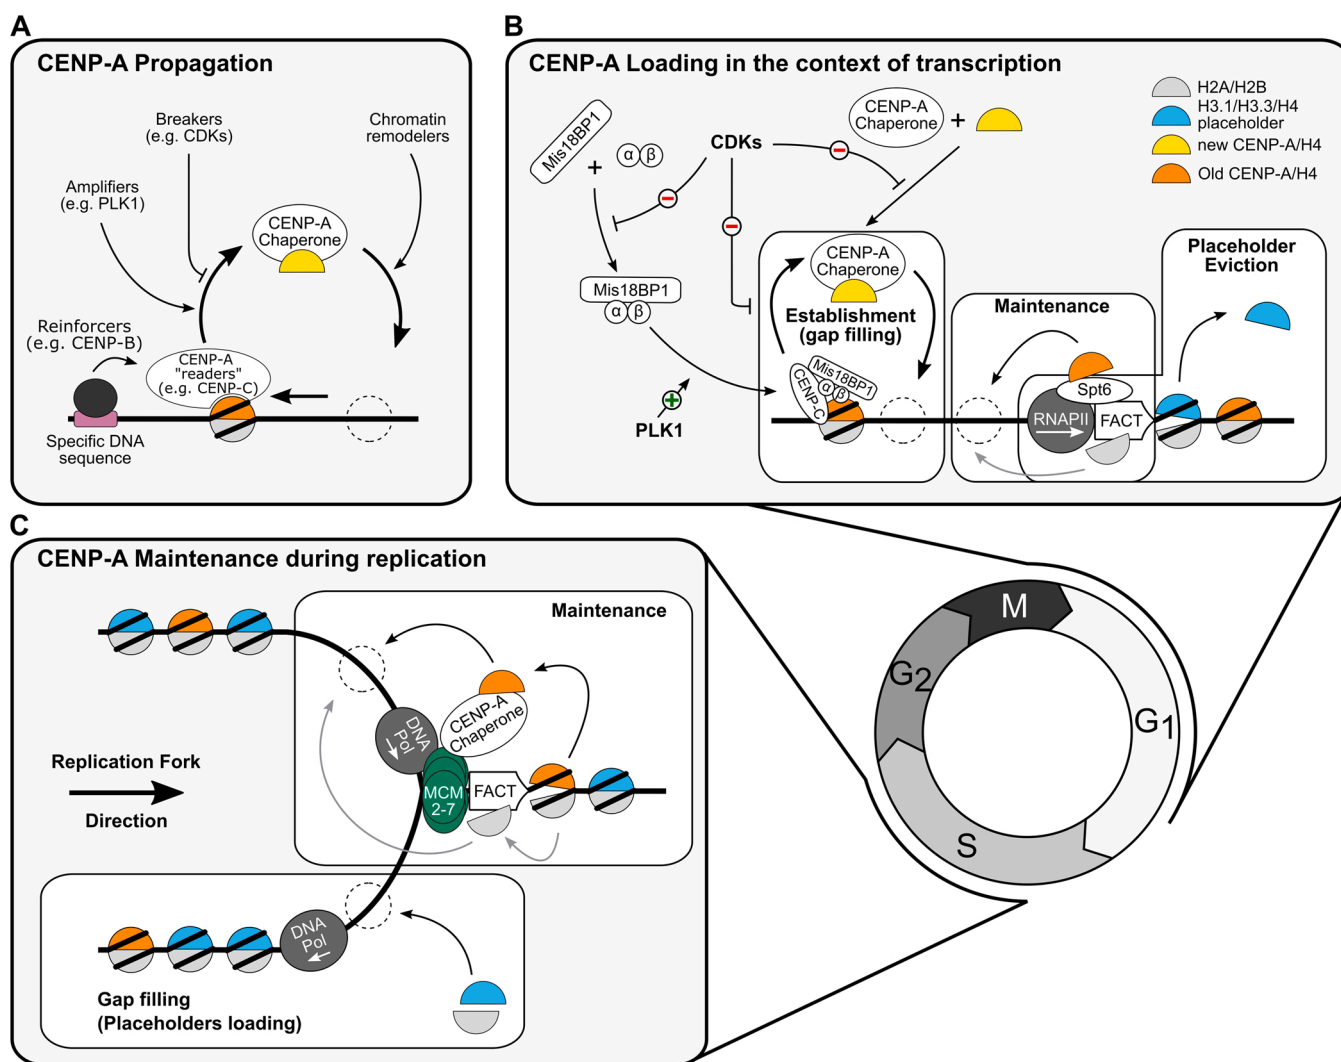 A
CENP-A Propagation
Breakers
(e.g. CDKs)
Chromatin
remodelers
Amplifiers
(e.g. PLK1)
CENP-A
Chaperone
Reinforcers
(e.g. CENP-B)
CENP-A
"readers"
(e.g. CENP-C)
Specific DNA
sequence
B
CENP-A Loading in the context of transcription
Mis18BP1
+
α β
CDKs
CENP-A
Chaperone
+
H2A/H2B
H3.1/H3.3/H4
placeholder
new CENP-A/H4
Old CENP-A/H4
−
−
−
Mis18BP1
α β
PLK1
+
CENP-A
Chaperone
Establishment
(gap filling)
Mis18BP1
α β
CENP-C
Maintenance
Placeholder
Eviction
Spt6
RNAPII
FACT
C
CENP-A Maintenance during replication
Maintenance
CENP-A
Chaperone
DNA
Pol
MCM
2-7
FACT
Replication Fork
Direction
DNA
Pol
Gap filling
(Placeholders loading)
M
G2
G1
S